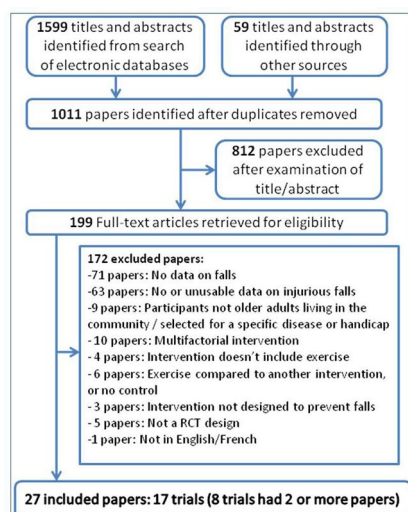 1599 titles and abstracts
identified from search
of electronic databases
59 titles and abstracts
identified through
other sources
1011 papers identified after duplicates removed
812 papers excluded
after examination of
title/abstract
199 Full-text articles retrieved for eligibility
172 excluded papers:
-71 papers: No data on falls
-63 papers: No or unusable data on injurious falls
-9 papers: Participants not older adults living in the
community / selected for a specific disease or handicap
- 10 papers: Multifactorial intervention
- 4 papers: Intervention doesn´t include exercise
- 6 papers: Exercise compared to another intervention,
or no control
- 3 papers: Intervention not designed to prevent falls
- 5 papers: Not a RCT design
-1 paper: Not in English/French
27 included papers: 17 trials (8 trials had 2 or more papers)